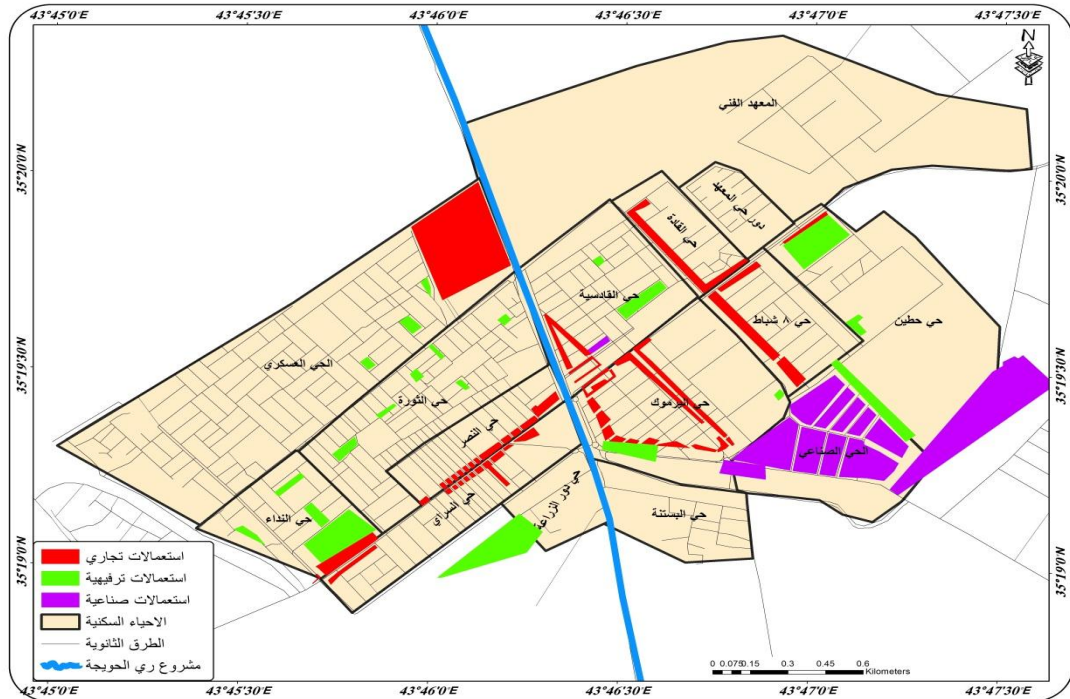 43°45'0"E 43°45'30"E 43°46'0"E 43°46'30"E 43°47'0"E 43°47'30"E
N
المعهد الفني
35°20'0"N
35°20'0"N
دور حي المعهد
حي القادة
حي القادسية
حي ٨ شباط
حي حطين
الحي العسكري
35°19'30"N
35°19'30"N
حي الثورة
حي اليرموك
حي النصر
الحي الصناعي
حي السراي
حي دور الزراعة
حي البستنة
حي النداء
35°19'0"N
35°19'0"N
استعمالات تجاري
استعمالات ترفيهية
استعمالات صناعية
الاحياء السكنية
الطرق الثانوية
مشروع ري الحويجة
0 0.075 0.15 0.3 0.45 0.6
Kilometers
43°45'0"E 43°45'30"E 43°46'0"E 43°46'30"E 43°47'0"E 43°47'30"E